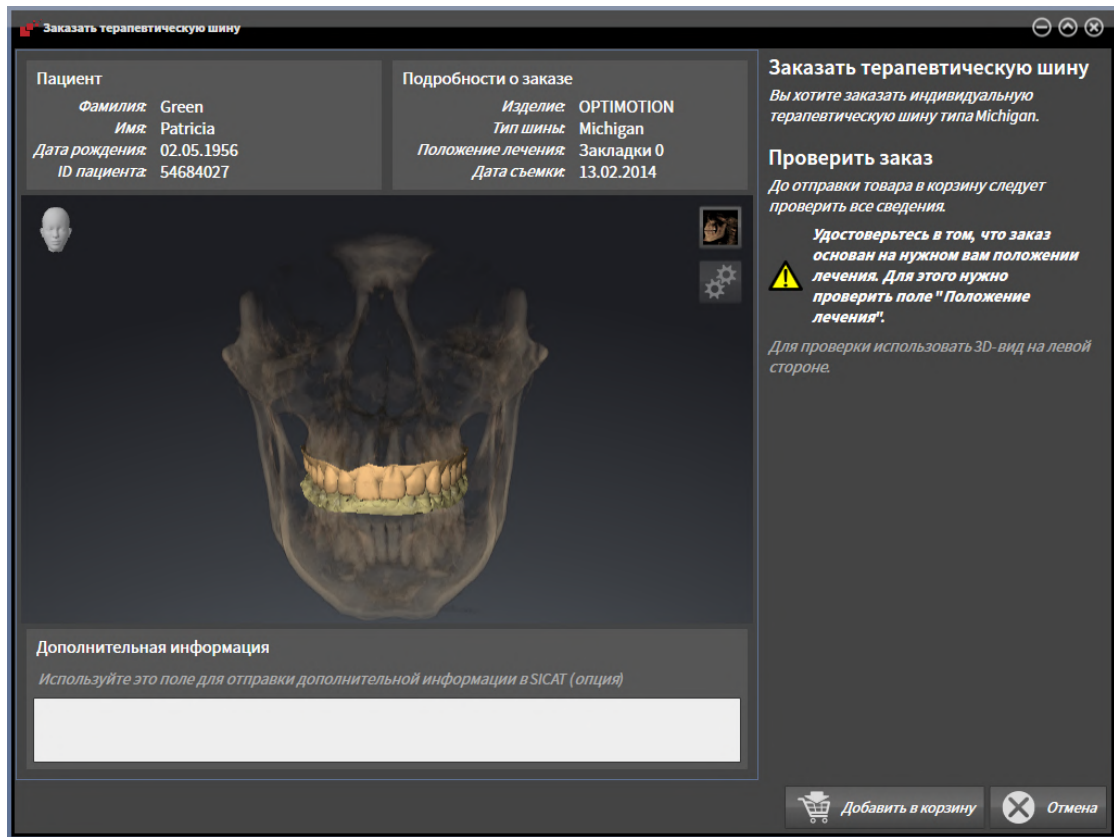 Заказать терапевтическую шину
Пациент
Фамилия: Green
Имя: Patricia
Дата рождения: 02.05.1956
ID пациента: 54684027
Подробности о заказе
Изделие: OPTIMOTION
Тип шины: Michigan
Положение лечения: Закладки 0
Дата съемки: 13.02.2014
Дополнительная информация
Используйте это поле для отправки дополнительной информации в SICAT (опция)
Заказать терапевтическую шину
Вы хотите заказать индивидуальную
терапевтическую шину типа Michigan.
Проверить заказ
До отправки товара в корзину следует
проверить все сведения.
Удостоверьтесь в том, что заказ
основан на нужном вам положении
лечения. Для этого нужно
проверить поле "Положение
лечения".
Для проверки использовать 3D-вид на левой
стороне.
Добавить в корзину
Отмена